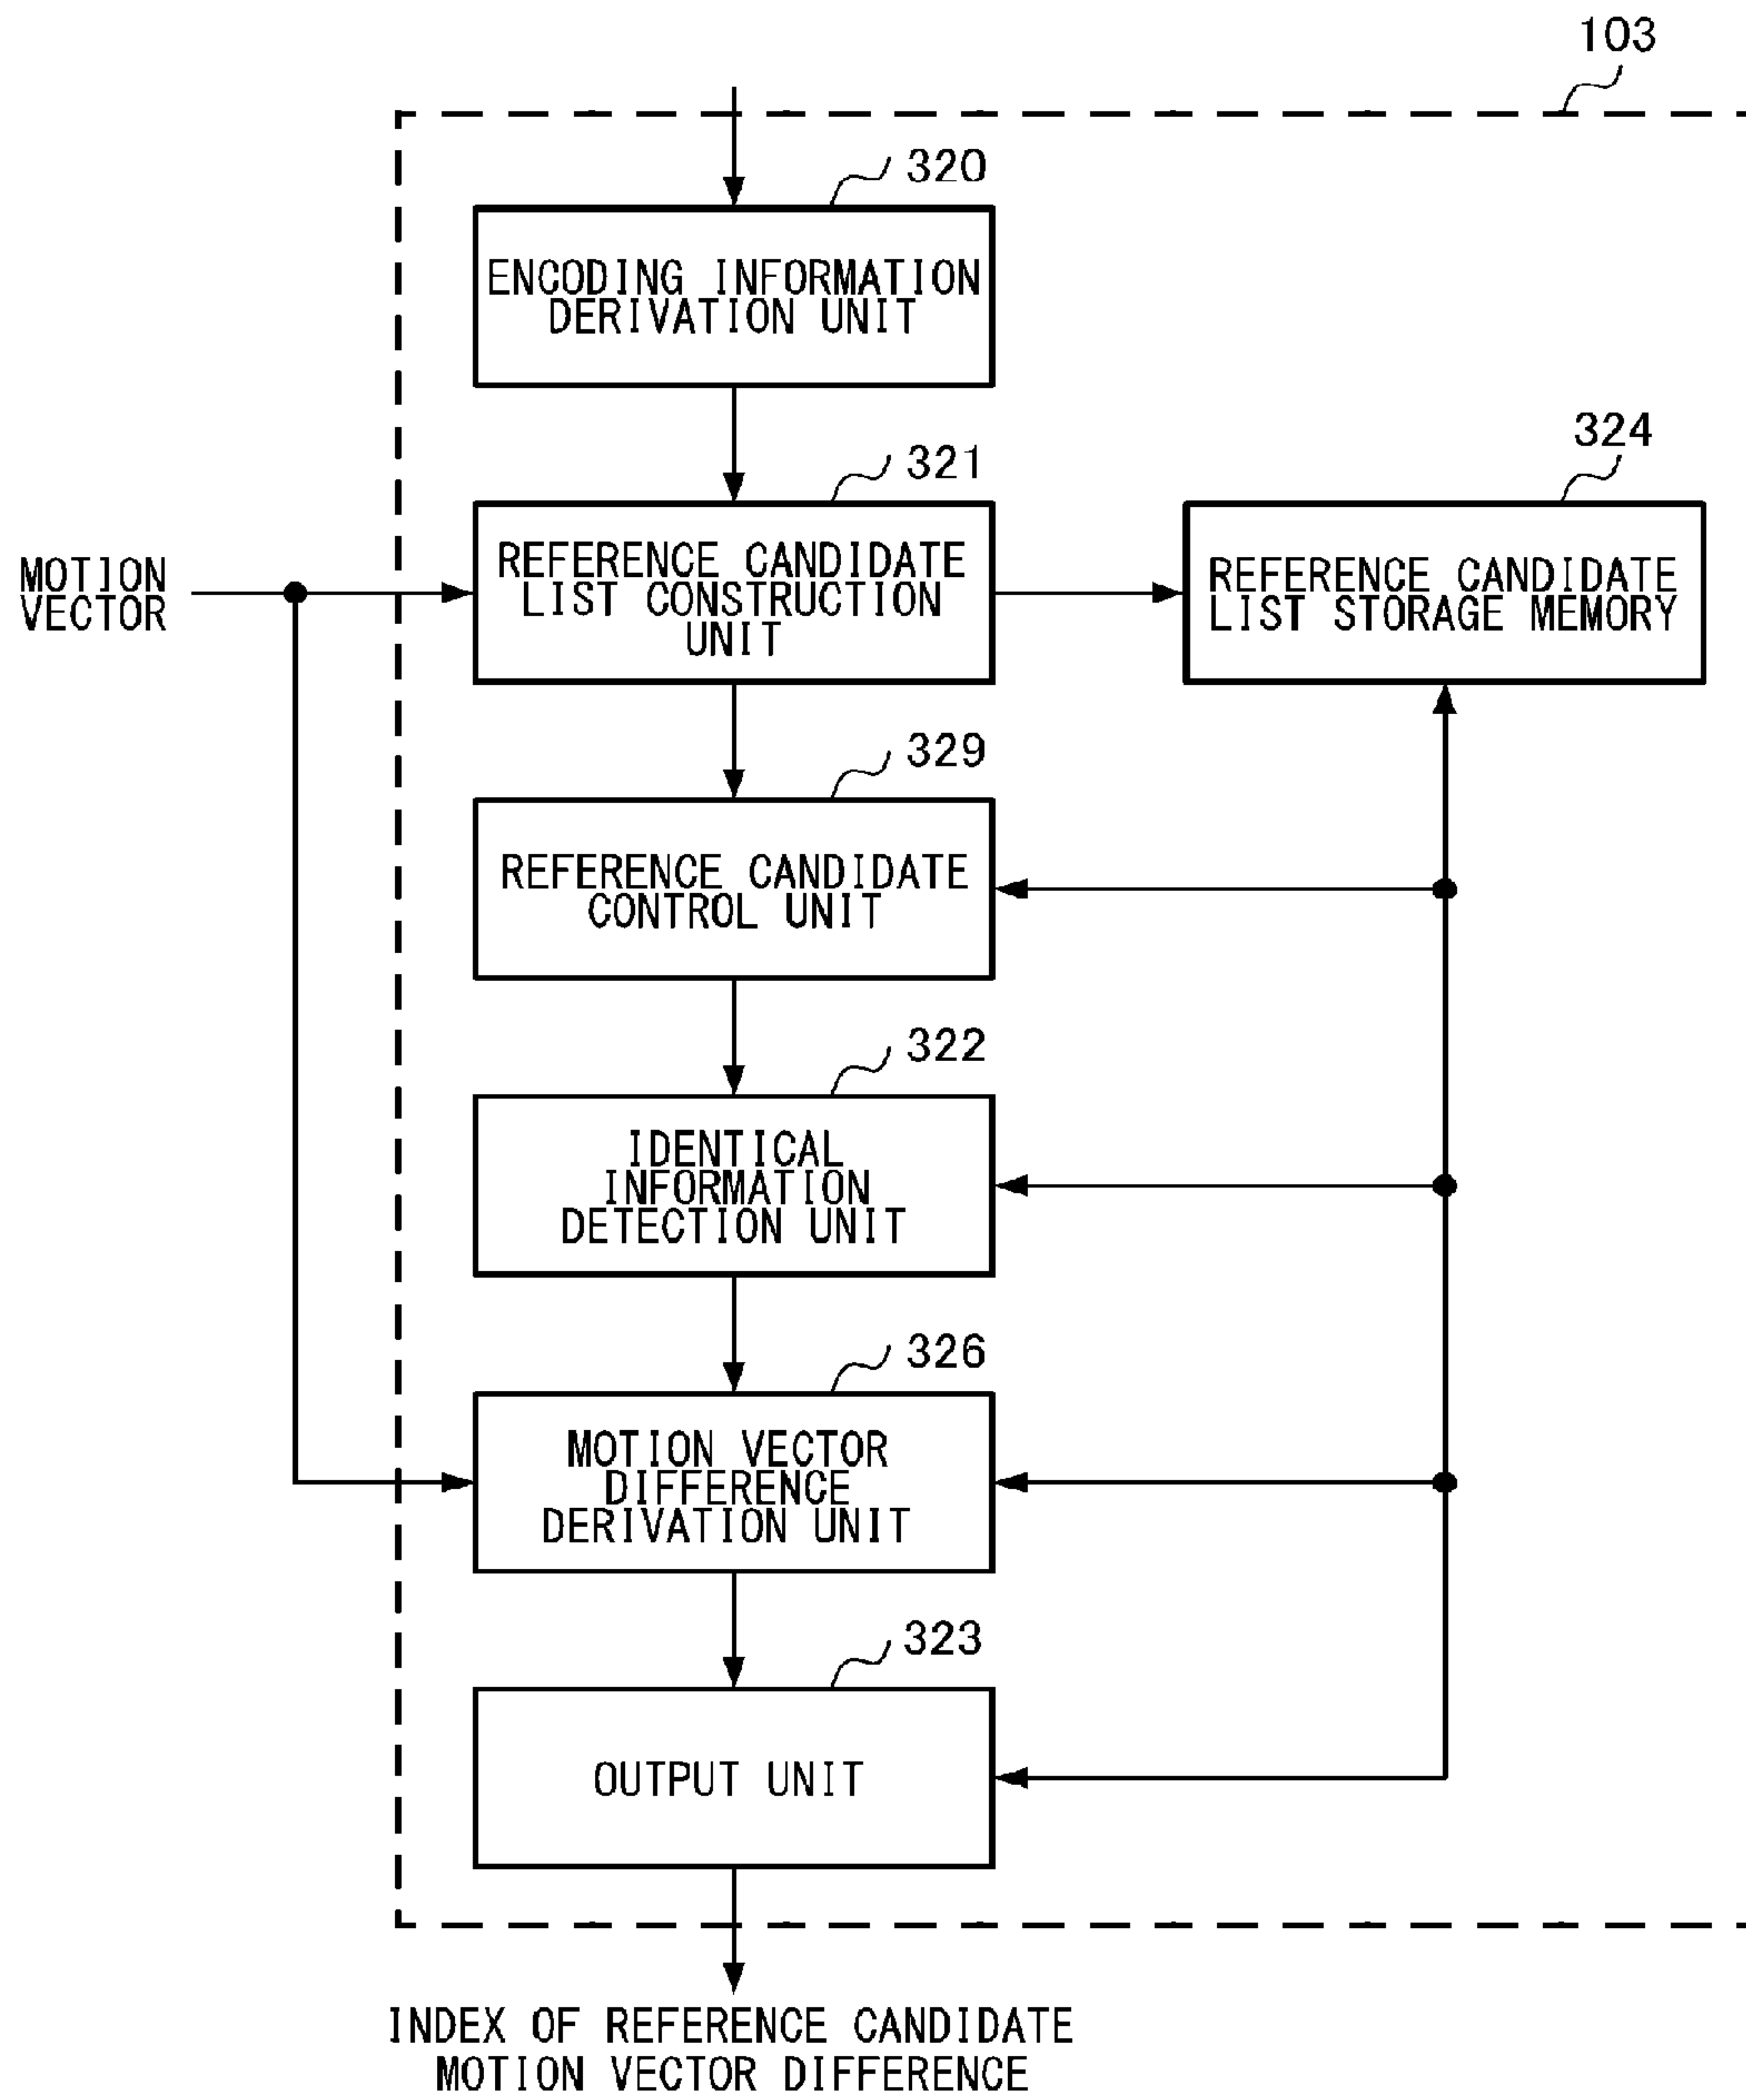 103
320
ENCODING INFORMATION
DERIVATION UNIT
321
324
MOTION
VECTOR
REFERENCE CANDIDATE
LIST CONSTRUCTION
UNIT
REFERENCE CANDIDATE
LIST STORAGE MEMORY
329
REFERENCE CANDIDATE
CONTROL UNIT
322
IDENTICAL
INFORMATION
DETECTION UNIT
326
MOTION VECTOR
DIFFERENCE
DERIVATION UNIT
323
OUTPUT UNIT
INDEX OF REFERENCE CANDIDATE
MOTION VECTOR DIFFERENCE